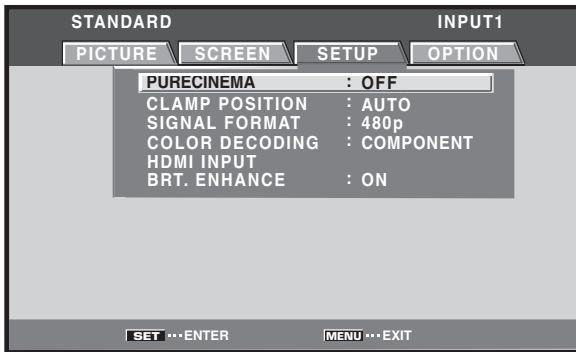 STANDARD INPUT1
PICTURE SCREEN SETUP OPTION
PURECINEMA : OFF
CLAMP POSITION : AUTO
SIGNAL FORMAT : 480p
COLOR DECODING : COMPONENT
HDMI INPUT
BRT. ENHANCE : ON
SET ··· ENTER MENU ··· EXIT